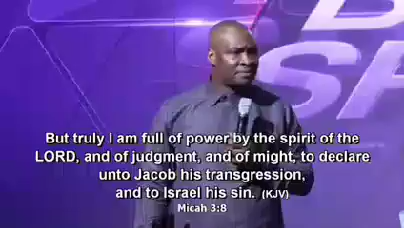 But truly I am full of power by the spirit of the
LORD, and of judgment, and of might, to declare
unto Jacob his transgression,
and to Israel his sin. (KJV)
Micah 3:8